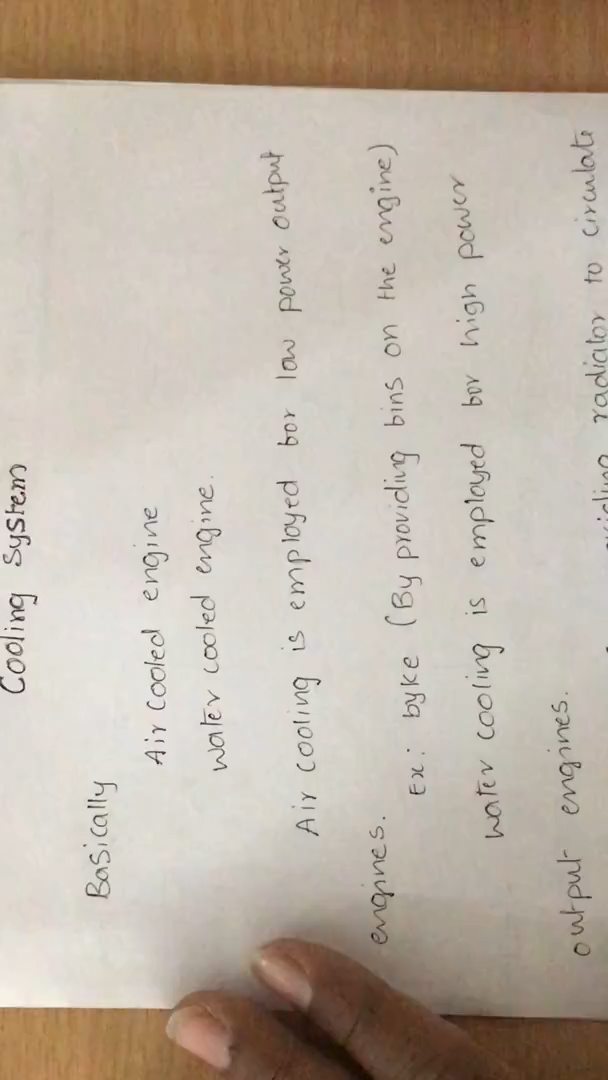 Cooling System
Basically
Air cooled engine
water cooled engine.
Air cooling is employed bor low power output
engines.
Ex: byke (By providing bins on the engine)
water cooling is employed bor high power
output engines.
radiator to circulate